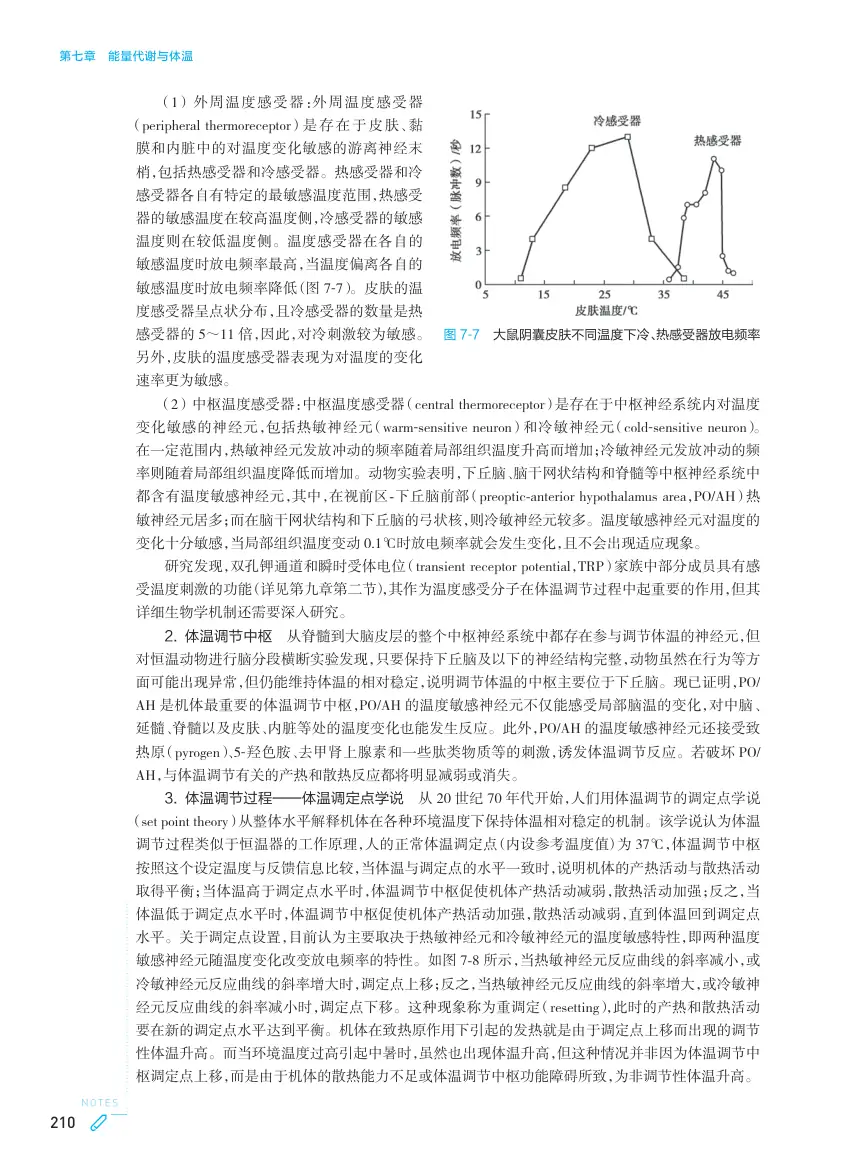 第七章 能量代谢与体温
（1）外周温度感受器：外周温度感受器
（peripheral thermoreceptor）是存在于皮肤、黏
膜和内脏中的对温度变化敏感的游离神经末
梢，包括热感受器和冷感受器。热感受器和冷
感受器各自有特定的最敏感温度范围，热感受
器的敏感温度在较高温度侧，冷感受器的敏感
温度则在较低温度侧。温度感受器在各自的
敏感温度时放电频率最高，当温度偏离各自的
敏感温度时放电频率降低（图 7-7）。皮肤的温
度感受器呈点状分布，且冷感受器的数量是热
感受器的 5～11 倍，因此，对冷刺激较为敏感。
另外，皮肤的温度感受器表现为对温度的变化
速率更为敏感。
放电频率（脉冲数）/秒
15
12
9
6
3
0
冷感受器
热感受器
5 15 25 35 45
皮肤温度/℃
图 7-7 大鼠阴囊皮肤不同温度下冷、热感受器放电频率
（2）中枢温度感受器：中枢温度感受器（central thermoreceptor）是存在于中枢神经系统内对温度
变化敏感的神经元，包括热敏神经元（warm-sensitive neuron）和冷敏神经元（cold-sensitive neuron）。
在一定范围内，热敏神经元发放冲动的频率随着局部组织温度升高而增加；冷敏神经元发放冲动的频
率则随着局部组织温度降低而增加。动物实验表明，下丘脑、脑干网状结构和脊髓等中枢神经系统中
都含有温度敏感神经元，其中，在视前区-下丘脑前部（preoptic-anterior hypothalamus area，PO/AH）热
敏神经元居多；而在脑干网状结构和下丘脑的弓状核，则冷敏神经元较多。温度敏感神经元对温度的
变化十分敏感，当局部组织温度变动 0.1℃时放电频率就会发生变化，且不会出现适应现象。
研究发现，双孔钾通道和瞬时受体电位（transient receptor potential，TRP）家族中部分成员具有感
受温度刺激的功能（详见第九章第二节），其作为温度感受分子在体温调节过程中起重要的作用，但其
详细生物学机制还需要深入研究。
2. 体温调节中枢 从脊髓到大脑皮层的整个中枢神经系统中都存在参与调节体温的神经元，但
对恒温动物进行脑分段横断实验发现，只要保持下丘脑及以下的神经结构完整，动物虽然在行为等方
面可能出现异常，但仍能维持体温的相对稳定，说明调节体温的中枢主要位于下丘脑。现已证明，PO/
AH 是机体最重要的体温调节中枢，PO/AH 的温度敏感神经元不仅能感受局部脑温的变化，对中脑、
延髓、脊髓以及皮肤、内脏等处的温度变化也能发生反应。此外，PO/AH 的温度敏感神经元还接受致
热原（pyrogen）、5-羟色胺、去甲肾上腺素和一些肽类物质等的刺激，诱发体温调节反应。若破坏 PO/
AH，与体温调节有关的产热和散热反应都将明显减弱或消失。
3. 体温调节过程——体温调定点学说 从 20 世纪 70 年代开始，人们用体温调节的调定点学说
（set point theory）从整体水平解释机体在各种环境温度下保持体温相对稳定的机制。该学说认为体温
调节过程类似于恒温器的工作原理，人的正常体温调定点（内设参考温度值）为 37℃，体温调节中枢
按照这个设定温度与反馈信息比较，当体温与调定点的水平一致时，说明机体的产热活动与散热活动
取得平衡；当体温高于调定点水平时，体温调节中枢促使机体产热活动减弱，散热活动加强；反之，当
体温低于调定点水平时，体温调节中枢促使机体产热活动加强，散热活动减弱，直到体温回到调定点
水平。关于调定点设置，目前认为主要取决于热敏神经元和冷敏神经元的温度敏感特性，即两种温度
敏感神经元随温度变化改变放电频率的特性。如图 7-8 所示，当热敏神经元反应曲线的斜率减小，或
冷敏神经元反应曲线的斜率增大时，调定点上移；反之，当热敏神经元反应曲线的斜率增大，或冷敏神
经元反应曲线的斜率减小时，调定点下移。这种现象称为重调定（resetting），此时的产热和散热活动
要在新的调定点水平达到平衡。机体在致热原作用下引起的发热就是由于调定点上移而出现的调节
性体温升高。而当环境温度过高引起中暑时，虽然也出现体温升高，但这种情况并非因为体温调节中
枢调定点上移，而是由于机体的散热能力不足或体温调节中枢功能障碍所致，为非调节性体温升高。
NOTES
210